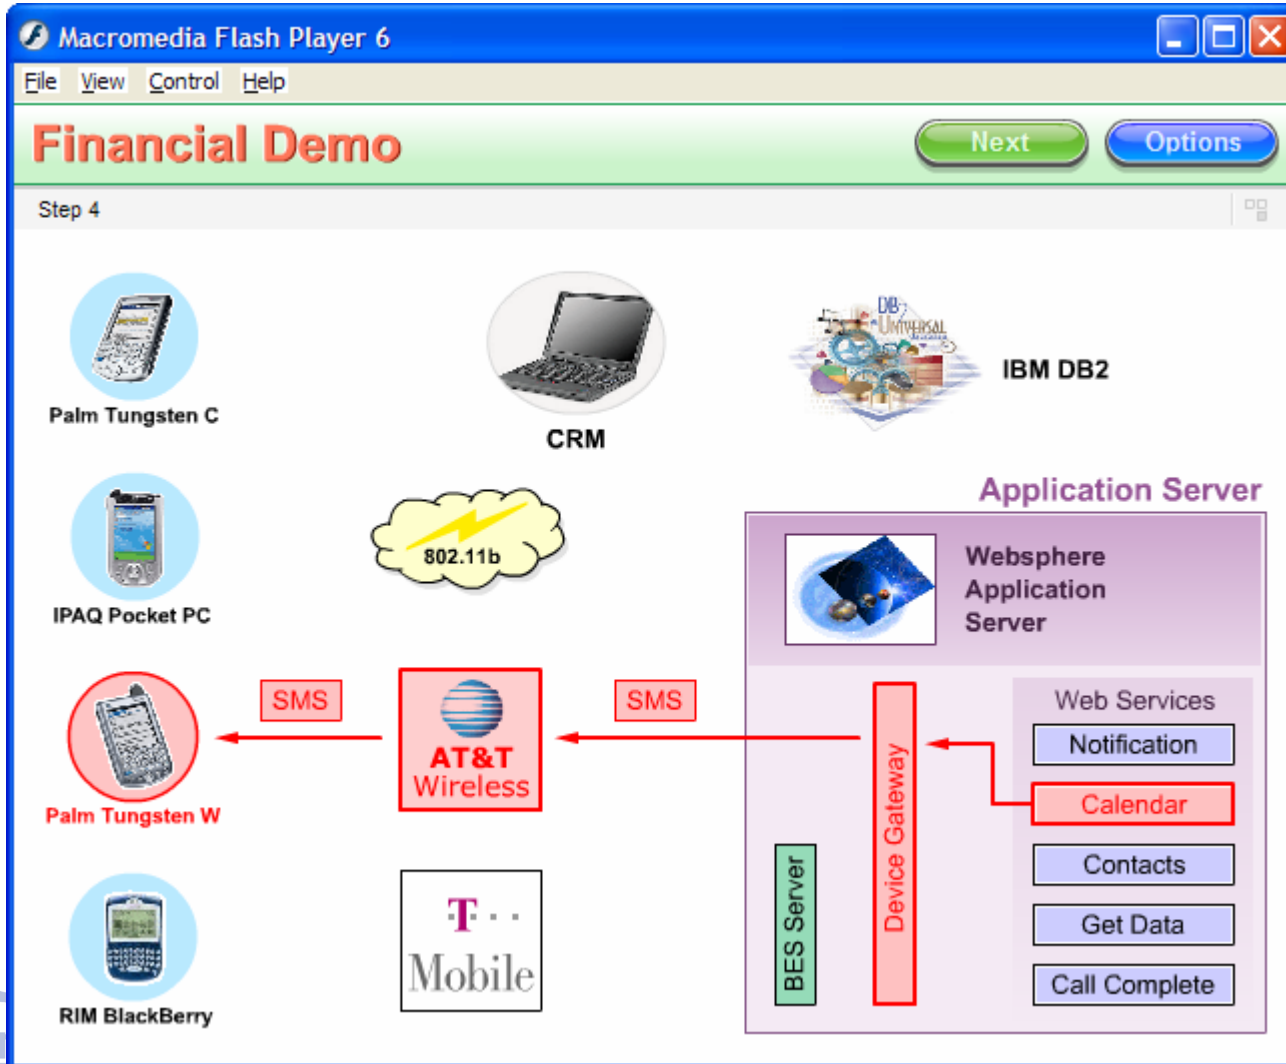 Macromedia Flash Player 6
File View Control Help
Financial Demo
Next
Options
Step 4
Palm Tungsten C
CRM
DB2
UNIVERSAL
IBM DB2
IPAQ Pocket PC
802.11b
Application Server
Websphere
Application
Server
Palm Tungsten W
SMS
AT&T
Wireless
SMS
Device Gateway
BES Server
Web Services
Notification
Calendar
Contacts
Get Data
Call Complete
RIM BlackBerry
T
Mobile